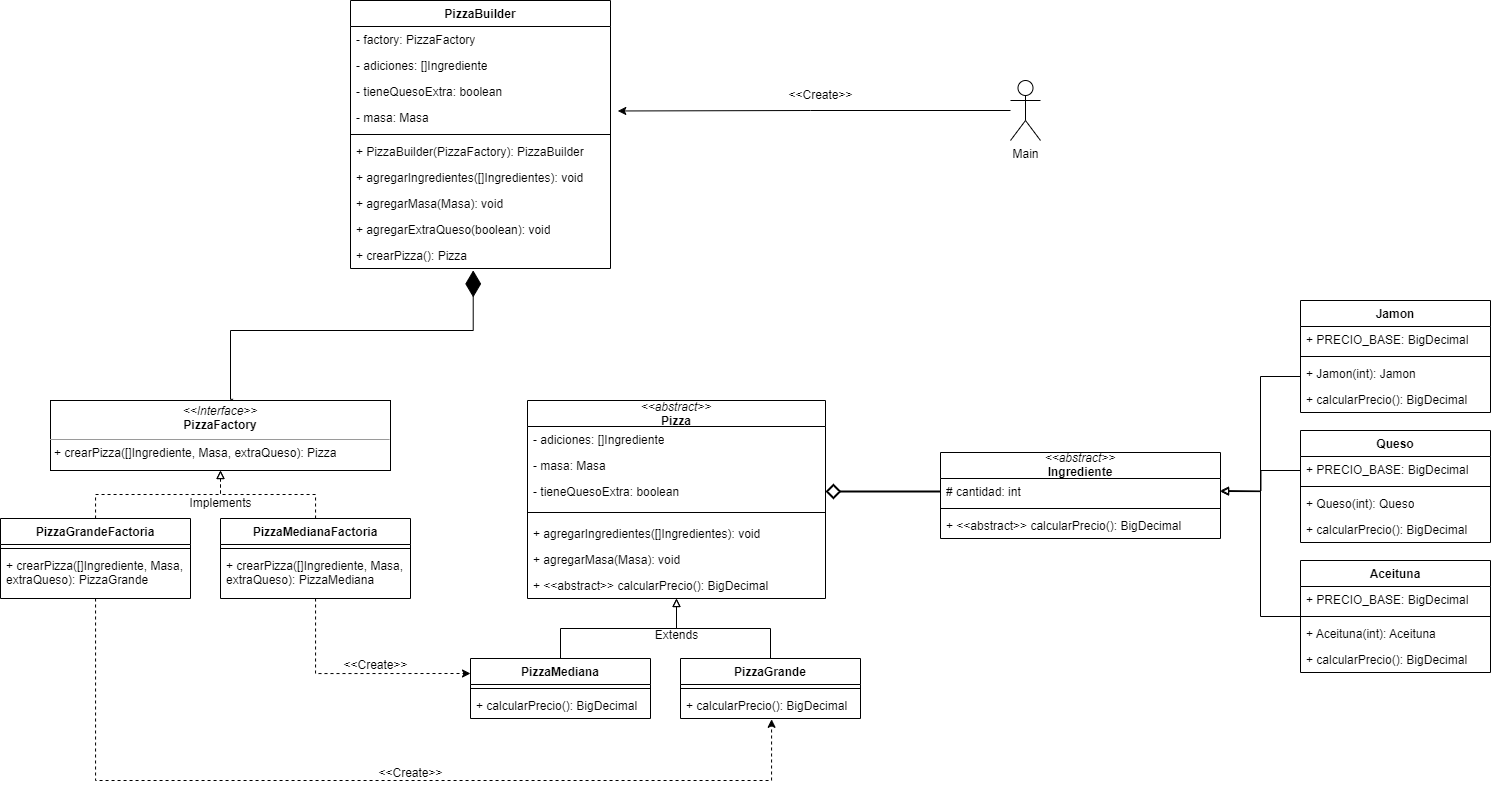 PizzaBuilder
- factory: PizzaFactory
- adiciones: []Ingrediente
- tieneQuesoExtra: boolean
- masa: Masa
+ PizzaBuilder(PizzaFactory): PizzaBuilder
+ agregarIngredientes([]Ingredientes): void
+ agregarMasa(Masa): void
+ agregarExtraQueso(boolean): void
+ crearPizza(): Pizza
<<Create>>
Main
<<Interface>>
PizzaFactory
+ crearPizza([]Ingrediente, Masa, extraQueso): Pizza
Implements
PizzaGrandeFactoria
+ crearPizza([]Ingrediente, Masa,
extraQueso): PizzaGrande
PizzaMedianaFactoria
+ crearPizza([]Ingrediente, Masa,
extraQueso): PizzaMediana
<<abstract>>
Pizza
- adiciones: []Ingrediente
- masa: Masa
- tieneQuesoExtra: boolean
+ agregarIngredientes([]Ingredientes): void
+ agregarMasa(Masa): void
+ <<abstract>> calcularPrecio(): BigDecimal
Extends
<<Create>>
PizzaMediana
+ calcularPrecio(): BigDecimal
PizzaGrande
+ calcularPrecio(): BigDecimal
<<Create>>
<<abstract>>
Ingrediente
# cantidad: int
+ <<abstract>> calcularPrecio(): BigDecimal
Jamon
+ PRECIO_BASE: BigDecimal
+ Jamon(int): Jamon
+ calcularPrecio(): BigDecimal
Queso
+ PRECIO_BASE: BigDecimal
+ Queso(int): Queso
+ calcularPrecio(): BigDecimal
Aceituna
+ PRECIO_BASE: BigDecimal
+ Aceituna(int): Aceituna
+ calcularPrecio(): BigDecimal